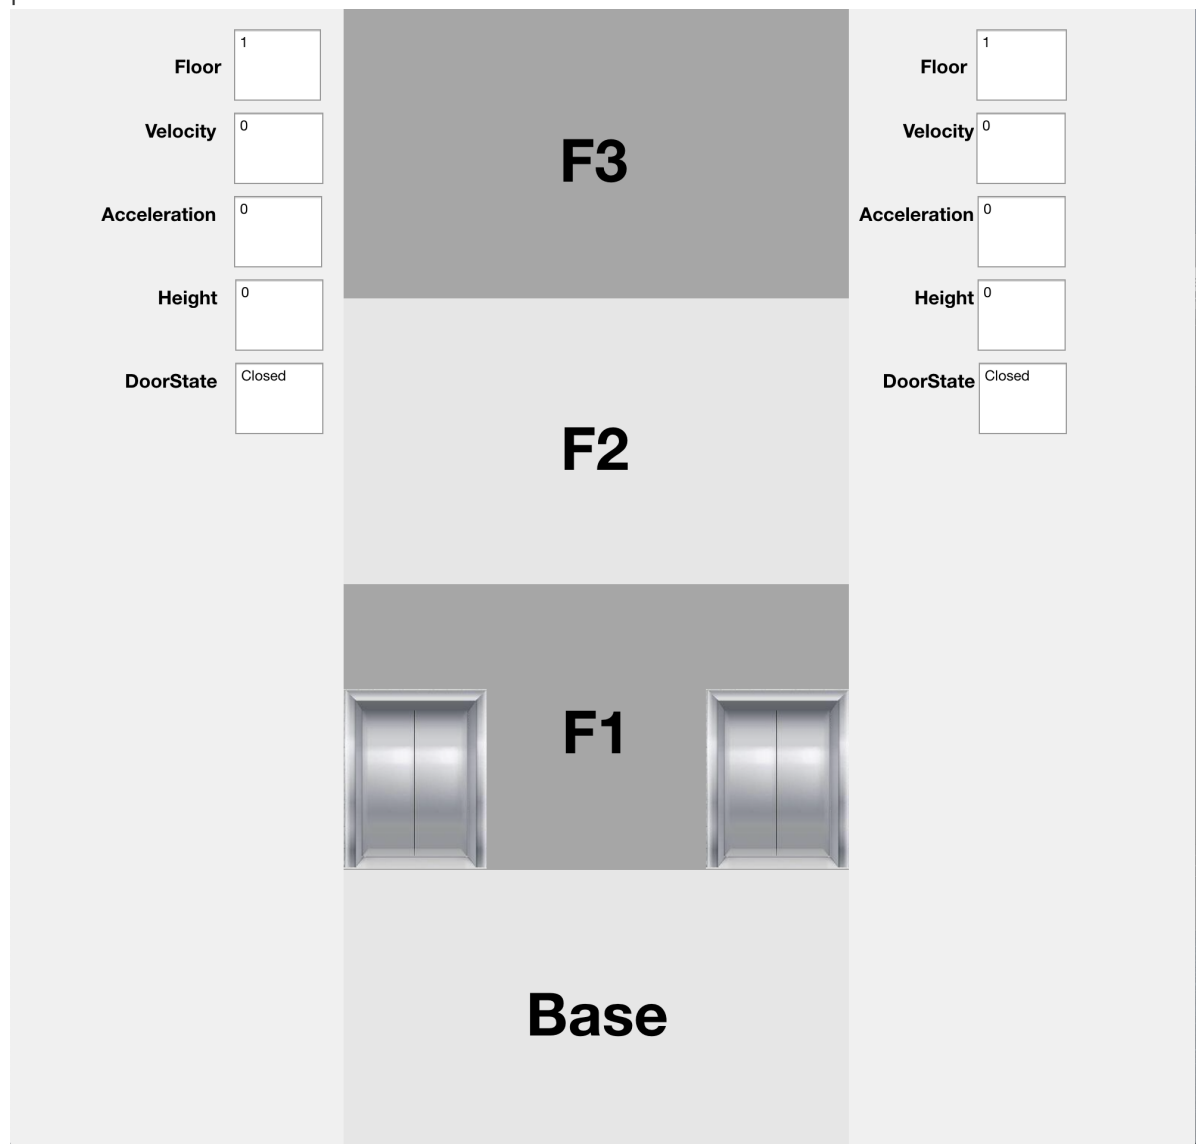 Floor
1
Velocity
0
Acceleration
0
Height
0
DoorState
Closed
F3
F2
F1
Base
Floor
1
Velocity
0
Acceleration
0
Height
0
DoorState
Closed